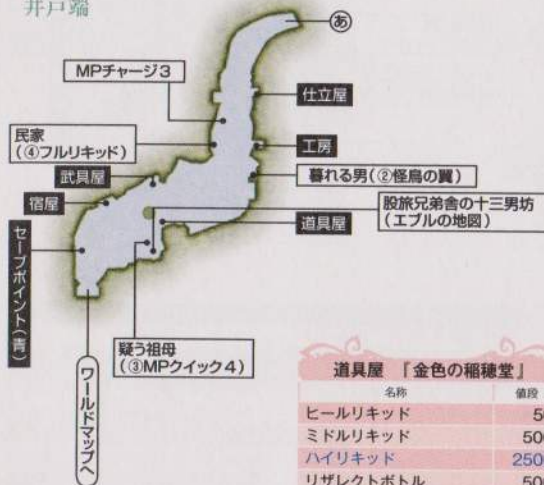 井戸端
あ
MPチャージ3
仕立屋
民家
(④フルリキッド)
工房
武具屋
暮れる男(②怪鳥の翼)
宿屋
股旅兄弟舎の十三男坊
(エブルの地図)
道具屋
セーブポイント(青)
疑う祖母
(③MPクイック4)
ワールドマップへ
道具屋 『金色の稲穂堂』
名称 値段
ヒールリキッド
ミドルリキッド
ハイリキッド
リザレクトボトル